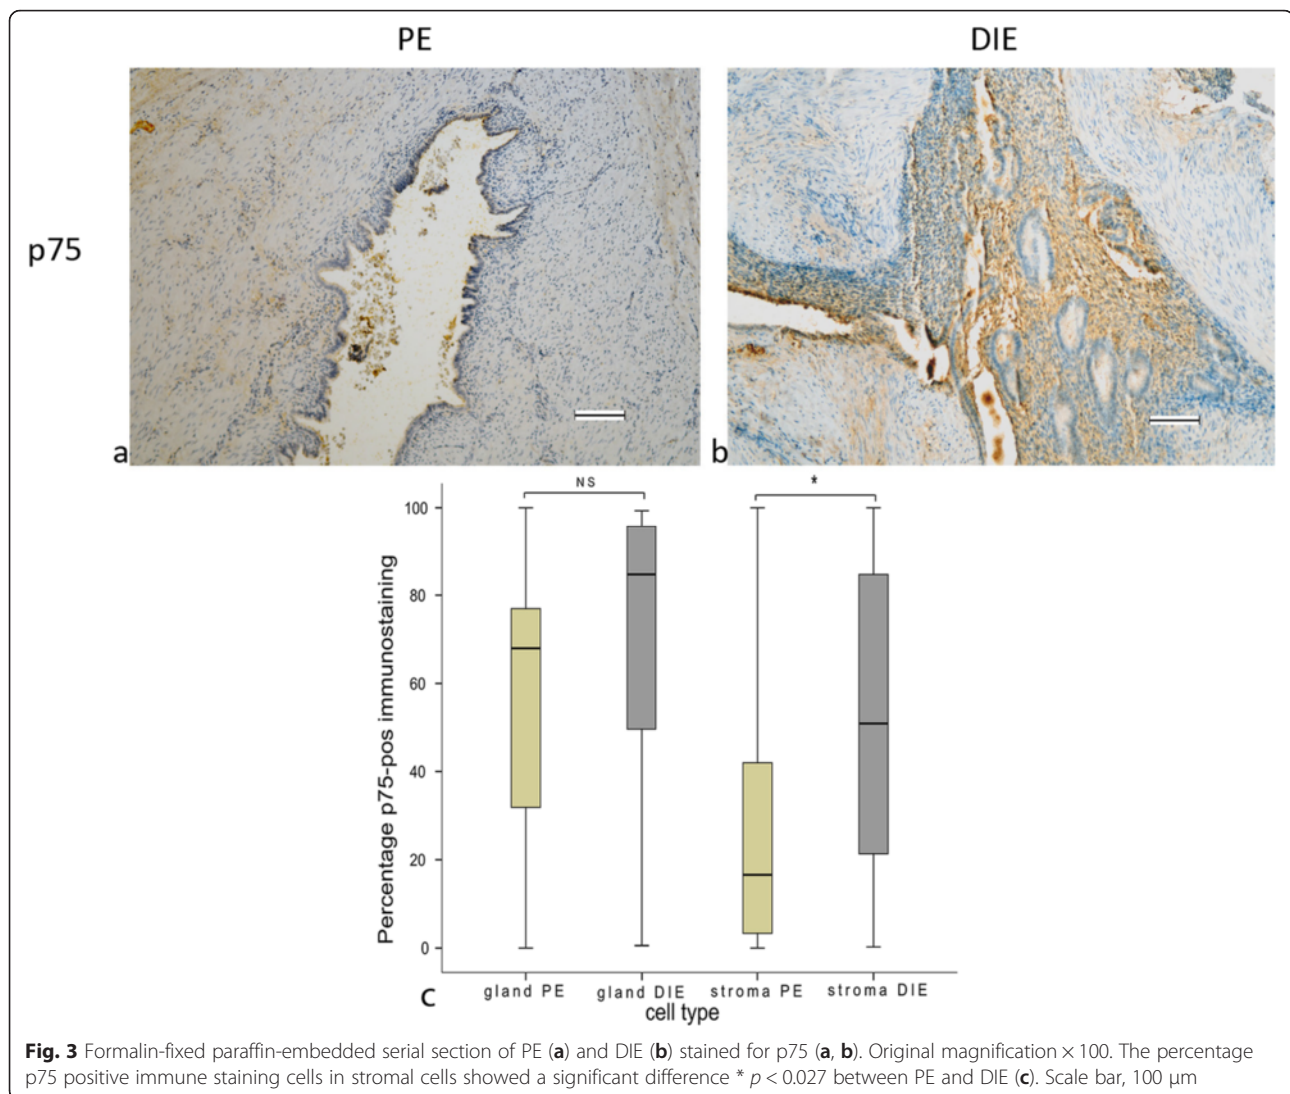 PE
DIE
p75
a
b
NS
*
100
80
60
40
20
0
Percentage p75-pos immunostaining
gland PE
gland DIE
stroma PE
stroma DIE
c
cell type
Fig. 3 Formalin-fixed paraffin-embedded serial section of PE (a) and DIE (b) stained for p75 (a, b). Original magnification × 100. The percentage
p75 positive immune staining cells in stromal cells showed a significant difference * p < 0.027 between PE and DIE (c). Scale bar, 100 μm